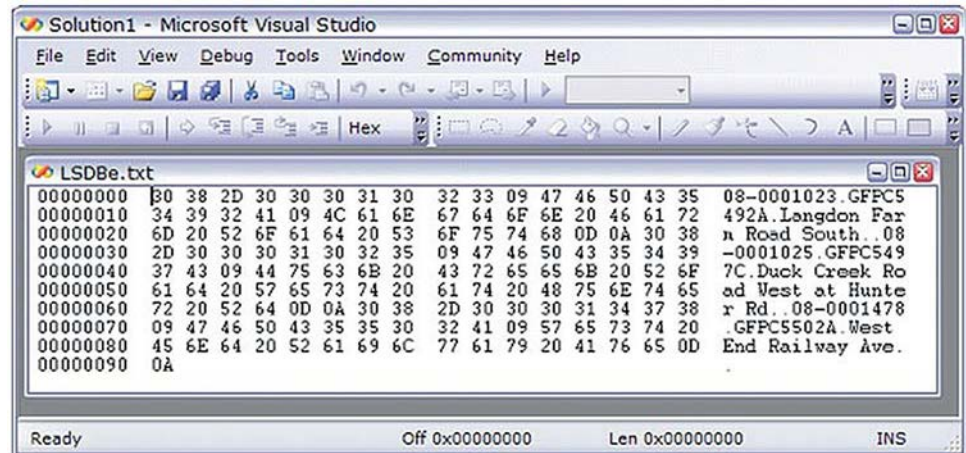 Solution1 - Microsoft Visual Studio
File Edit View Debug Tools Window Community Help
Hex
A
LSDBe.txt
00000000 30 38 2D 30 30 30 31 30 32 33 09 47 46 50 43 35 08-0001023.GFPC5
00000010 34 39 32 41 09 4C 61 6E 67 64 6F 6E 20 46 61 72 492A.Langdon Far
00000020 6D 20 52 6F 61 64 20 53 6F 75 74 68 0D 0A 30 38 n Road South..08
00000030 2D 30 30 30 31 30 32 35 09 47 46 50 43 35 34 39 -0001025.GFPC549
00000040 37 43 09 44 75 63 6B 20 43 72 65 65 6B 20 52 6F 7C.Duck Creek Ro
00000050 61 64 20 57 65 73 74 20 61 74 20 48 75 6E 74 65 ad West at Hunte
00000060 72 20 52 64 0D 0A 30 38 2D 30 30 30 31 34 37 38 r Rd..08-0001478
00000070 09 47 46 50 43 35 35 30 32 41 09 57 65 73 74 20 .GFPC5502A.West
00000080 45 6E 64 20 52 61 69 6C 77 61 79 20 41 76 65 0D End Railway Ave.
00000090 0A .
Ready Off 0x00000000 Len 0x00000000 INS